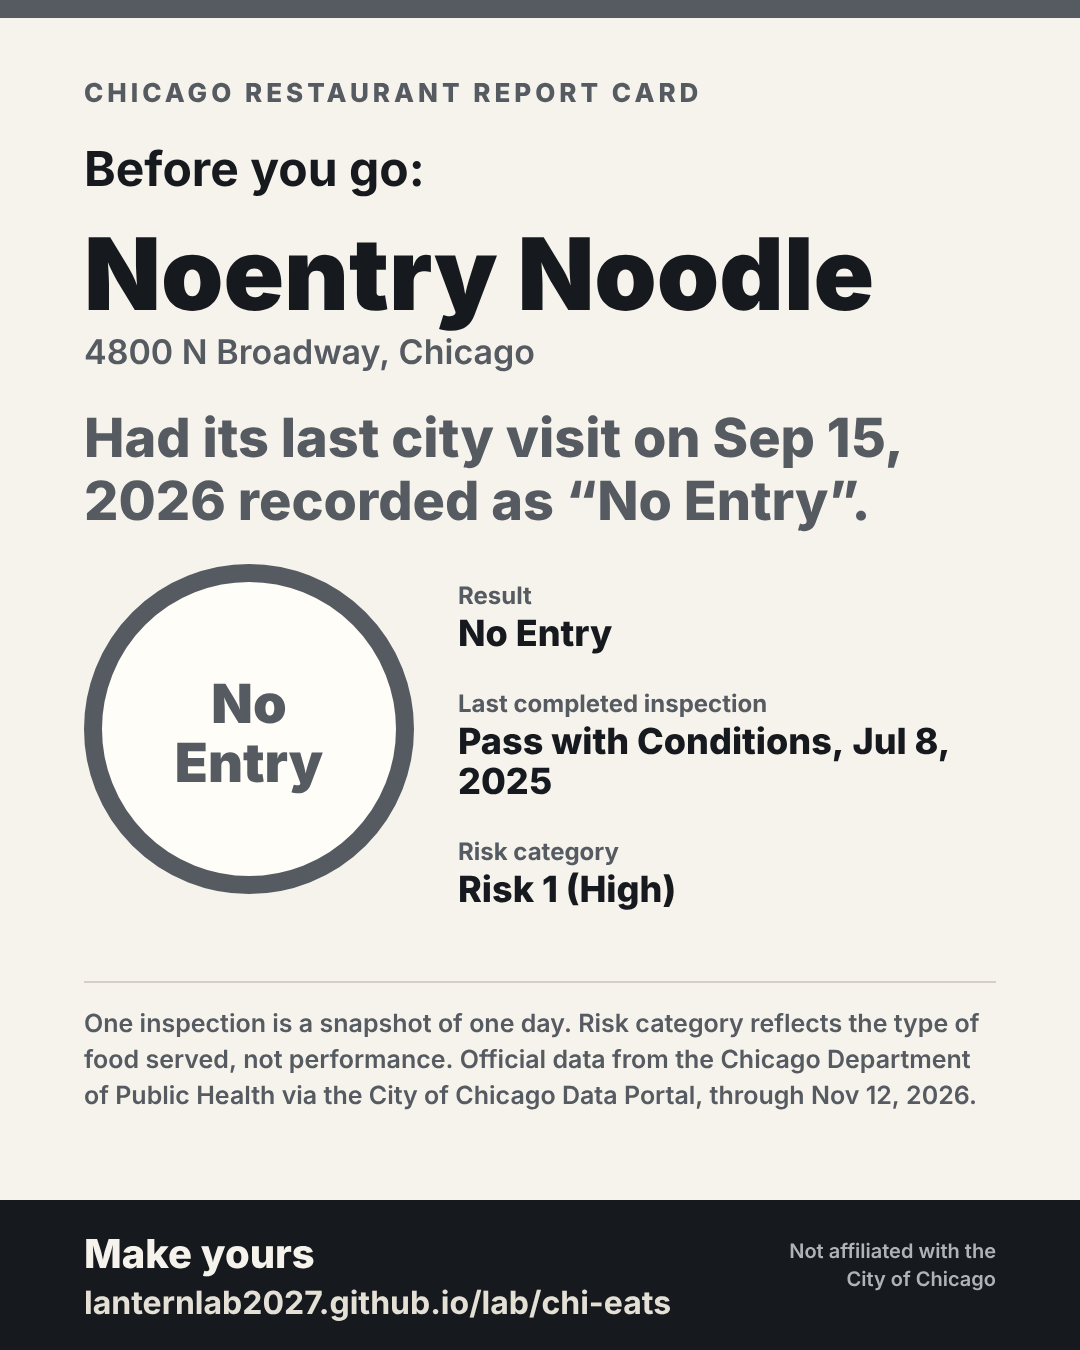 CHICAGO RESTAURANT REPORT CARD
Before you go:
Noentry Noodle
4800 N Broadway, Chicago
Had its last city visit on Sep 15,
2026 recorded as “No Entry”.
No
Entry
Result
No Entry
Last completed inspection
Pass with Conditions, Jul 8,
2025
Risk category
Risk 1 (High)
One inspection is a snapshot of one day. Risk category reflects the type of
food served, not performance. Official data from the Chicago Department
of Public Health via the City of Chicago Data Portal, through Nov 12, 2026.
Make yours
lanternlab2027.github.io/lab/chi-eats
Not affiliated with the
City of Chicago